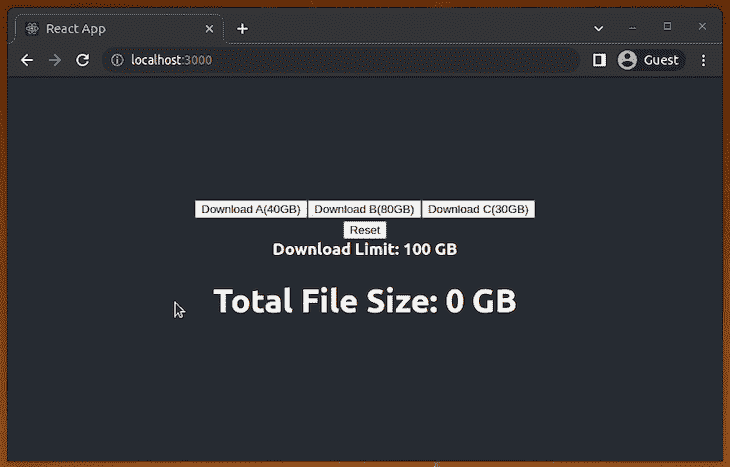 React App
localhost:3000
Guest
Download A(40GB) Download B(80GB) Download C(30GB)
Reset
Download Limit: 100 GB
Total File Size: 0 GB